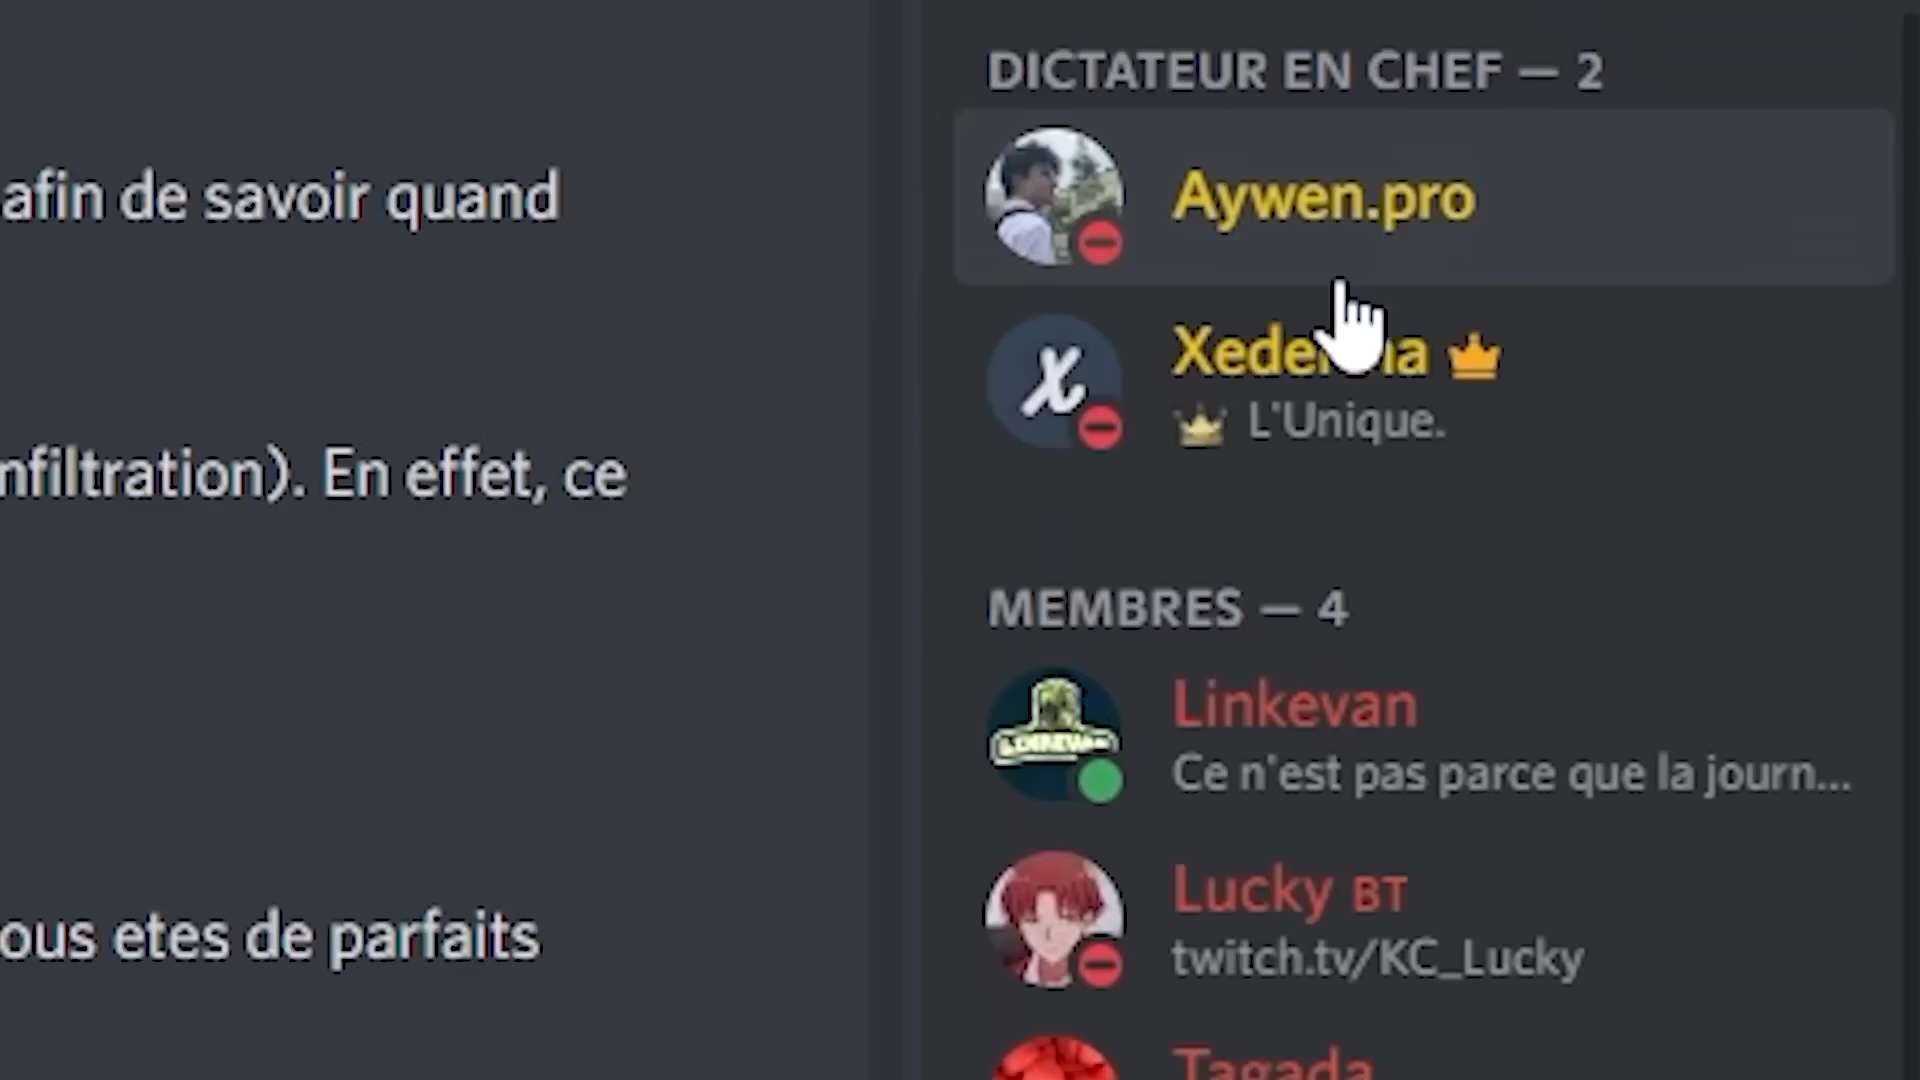 afin de savoir quand
nfiltration). En effet, ce
ous etes de parfaits
DICTATEUR EN CHEF — 2
Aywen.pro
L'Unique.
MEMBRES — 4
Linkevan
Ce n'est pas parce que la journ...
Lucky BT
twitch.tv/KC_Lucky
Tagada